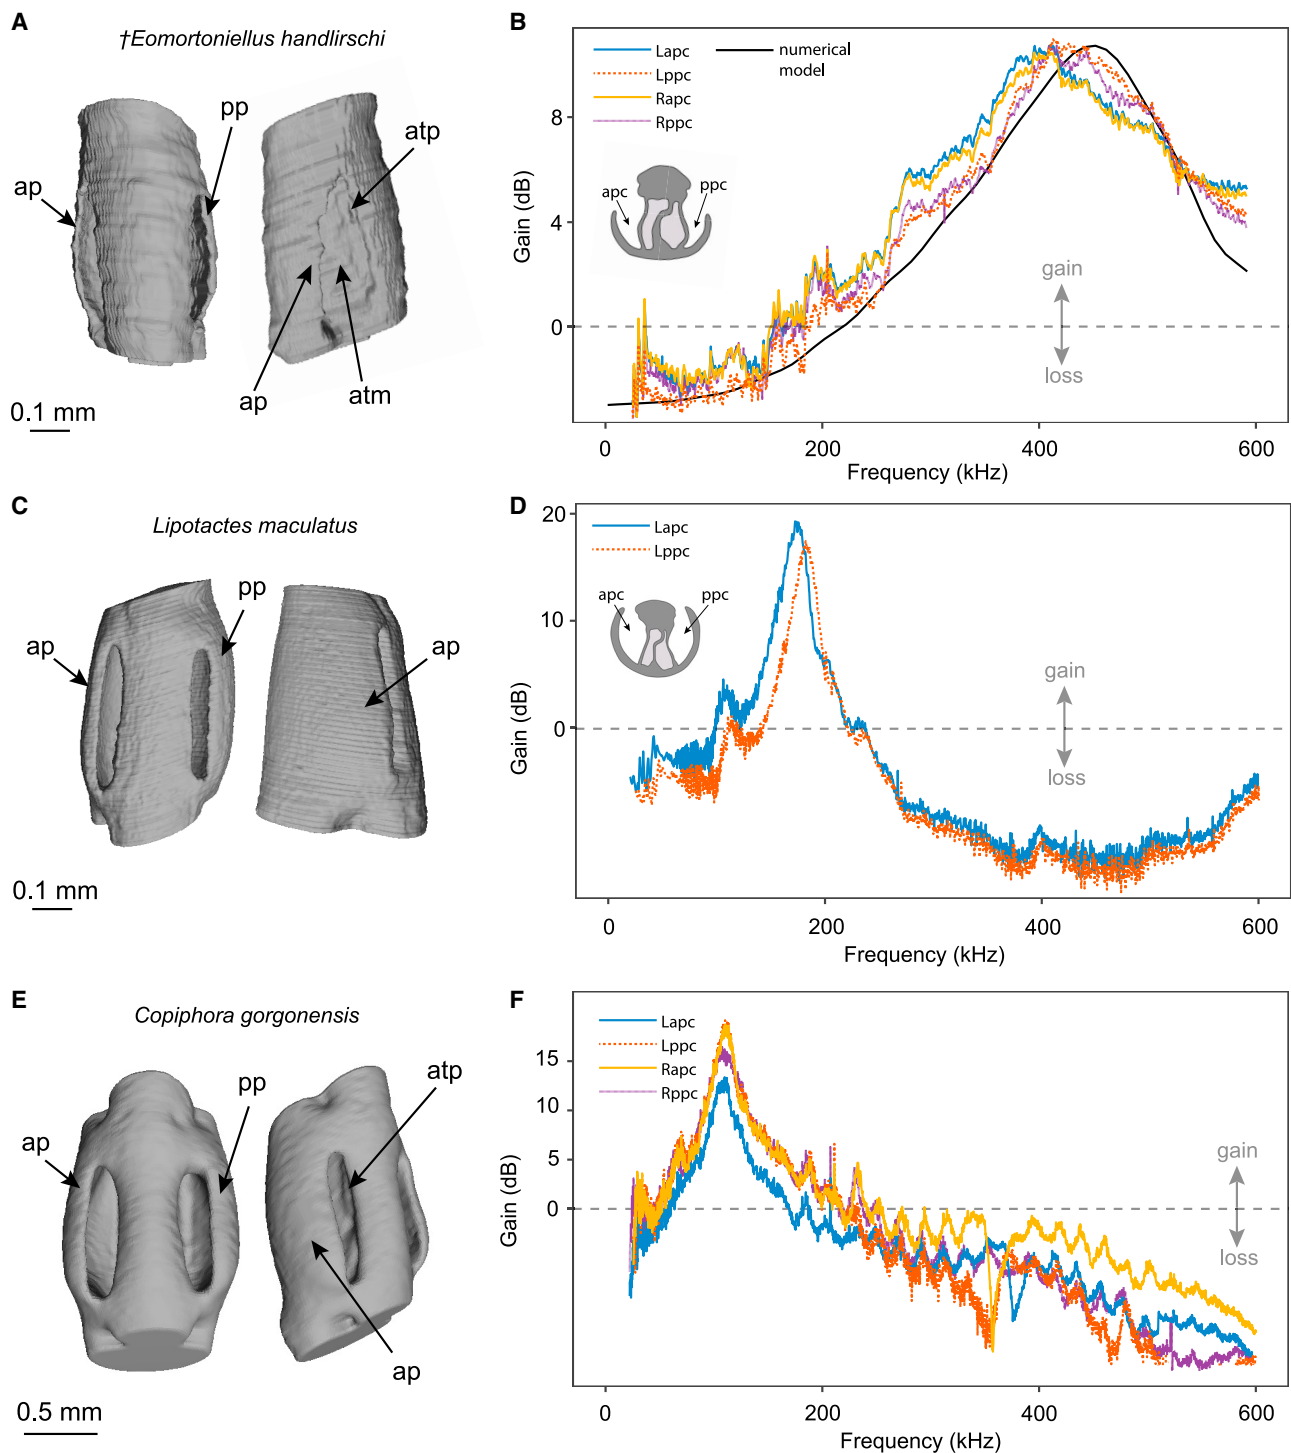 A
†Eomortoniellus handlirschi
pp
ap
atp
ap
atm
0.1 mm
B
Lapc
Lppc
Rapc
Rppc
numerical
model
apc
ppc
gain
loss
8
4
0
Gain (dB)
0
200
400
600
Frequency (kHz)
C
Lipotactes maculatus
pp
ap
ap
0.1 mm
D
Lapc
Lppc
apc
ppc
gain
loss
20
10
0
Gain (dB)
0
200
400
600
Frequency (kHz)
E
Copiphora gorgonensis
atp
pp
ap
ap
0.5 mm
F
Lapc
Lppc
Rapc
Rppc
gain
loss
15
10
5
0
Gain (dB)
0
200
400
600
Frequency (kHz)